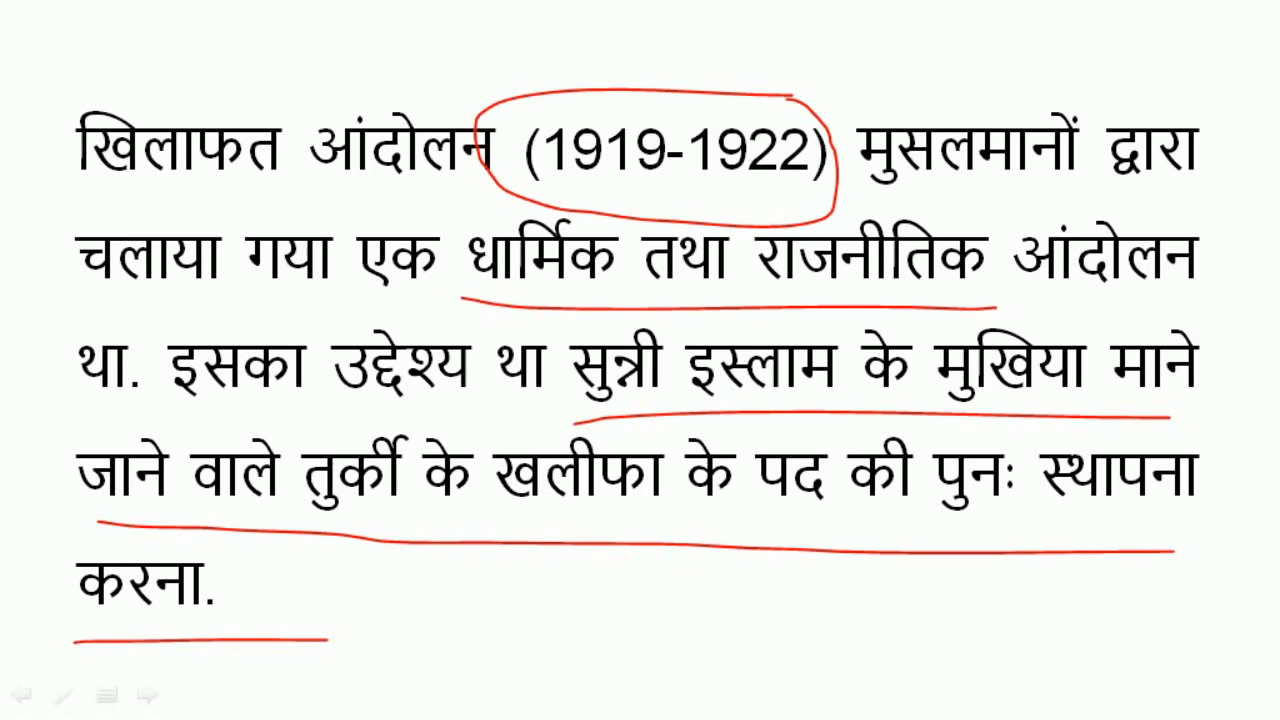 खिलाफत आंदोलन (1919-1922) मुसलमानों द्वारा
चलाया गया एक धार्मिक तथा राजनीतिक आंदोलन
था. इसका उद्देश्य था सुन्नी इस्लाम के मुखिया माने
जाने वाले तुर्की के खलीफा के पद की पुनः स्थापना
करना.